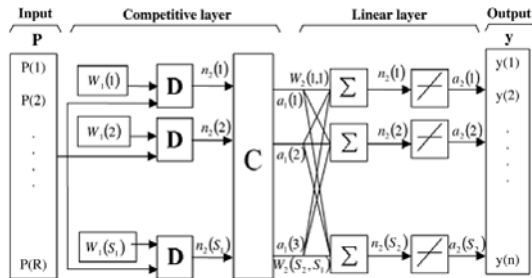 Input Competitive layer Linear layer Output
P y
P(1) W₁(1) D n₂(1) W₂(1,1) Σ n₂(1) a₂(1) y(1)
a₁(1)
P(2) y(2)
W₁(2) D n₂(2) Σ n₂(2) a₂(2)
C a₁(2)
W₁(S₁) D n₂(S₁) a₁(3) Σ n₂(S₂) a₂(S₂)
P(R) W₂(S₂,S₁) y(n)